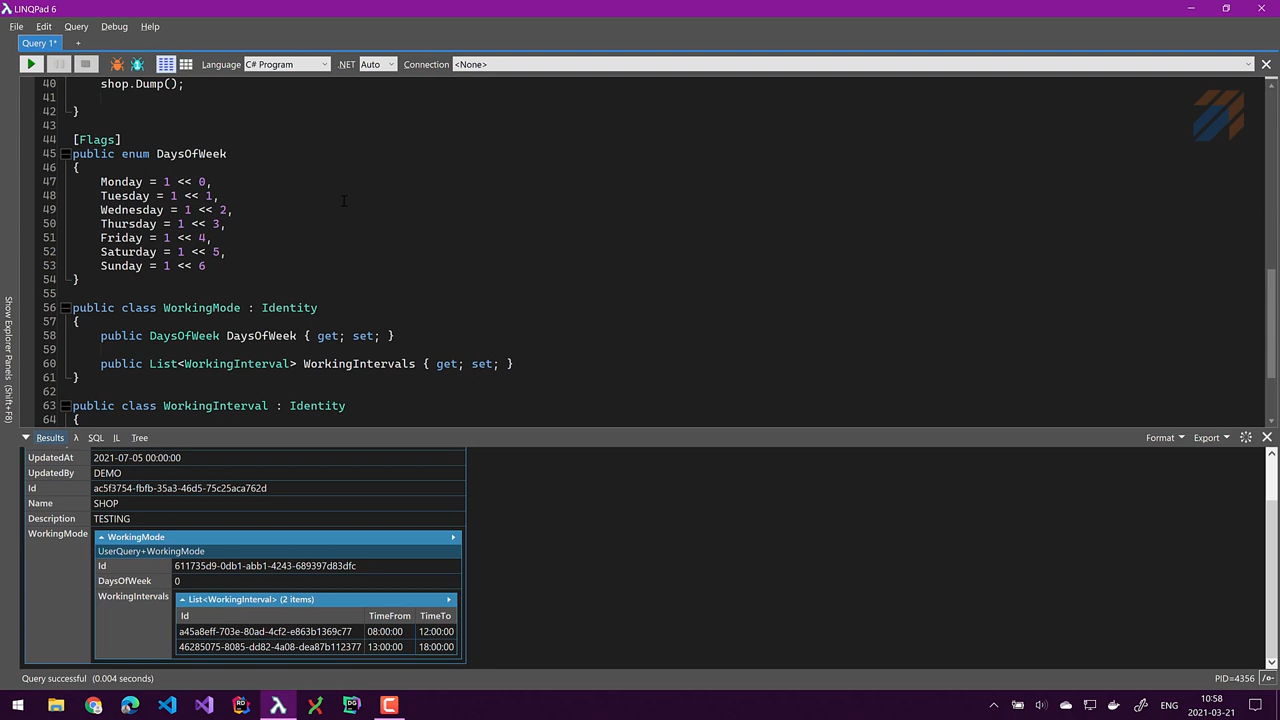 LINQPad 6
File Edit Query Debug Help
Query 1* +
Language C# Program .NET Auto Connection <None>
40 shop.Dump();
41
42 }
43
44 [Flags]
45 public enum DaysOfWeek
46 {
47 Monday = 1 << 0,
48 Tuesday = 1 << 1,
49 Wednesday = 1 << 2,
50 Thursday = 1 << 3,
51 Friday = 1 << 4,
52 Saturday = 1 << 5,
53 Sunday = 1 << 6
54 }
55
56 public class WorkingMode : Identity
57 {
58 public DaysOfWeek DaysOfWeek { get; set; }
59
60 public List<WorkingInterval> WorkingIntervals { get; set; }
61 }
62
63 public class WorkingInterval : Identity
64 {
Show Explorer Panels (Shift+F8)
Results λ SQL IL Tree Format Export
UpdatedAt 2021-07-05 00:00:00
UpdatedBy DEMO
Id ac5f3754-fbfb-35a3-46d5-75c25aca762d
Name SHOP
Description TESTING
WorkingMode WorkingMode
UserQuery+WorkingMode
Id 611735d9-0db1-abb1-4243-689397d83dfc
DaysOfWeek 0
WorkingIntervals List<WorkingInterval> (2 items)
Id TimeFrom TimeTo
a45a8eff-703e-80ad-4cf2-e863b1369c77 08:00:00 12:00:00
46285075-8085-dd82-4a08-dea87b112377 13:00:00 18:00:00
Query successful (0.004 seconds) PID=4356 /o-
ENG 10:58
2021-03-21